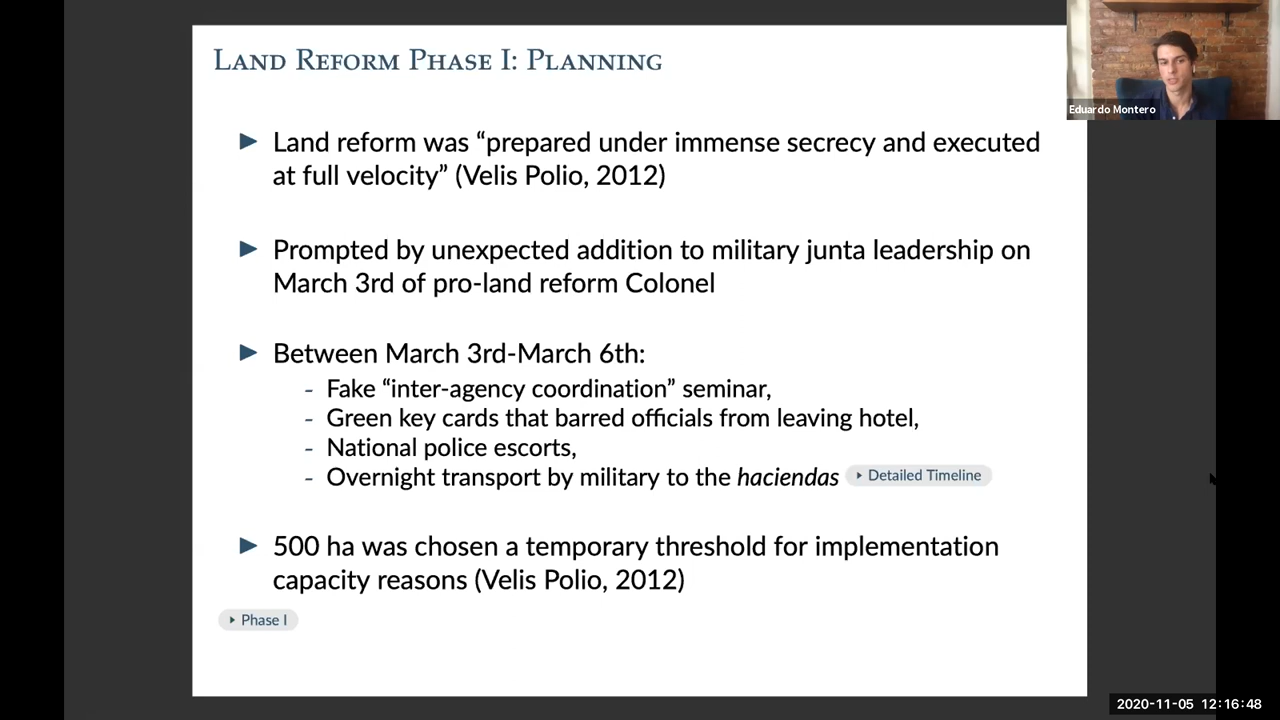 LAND REFORM PHASE I: PLANNING
Eduardo Montero
► Land reform was “prepared under immense secrecy and executed
at full velocity” (Velis Polio, 2012)
► Prompted by unexpected addition to military junta leadership on
March 3rd of pro-land reform Colonel
► Between March 3rd-March 6th:
- Fake “inter-agency coordination” seminar,
- Green key cards that barred officials from leaving hotel,
- National police escorts,
- Overnight transport by military to the haciendas ► Detailed Timeline
► 500 ha was chosen a temporary threshold for implementation
capacity reasons (Velis Polio, 2012)
► Phase I
2020-11-05 12:16:48